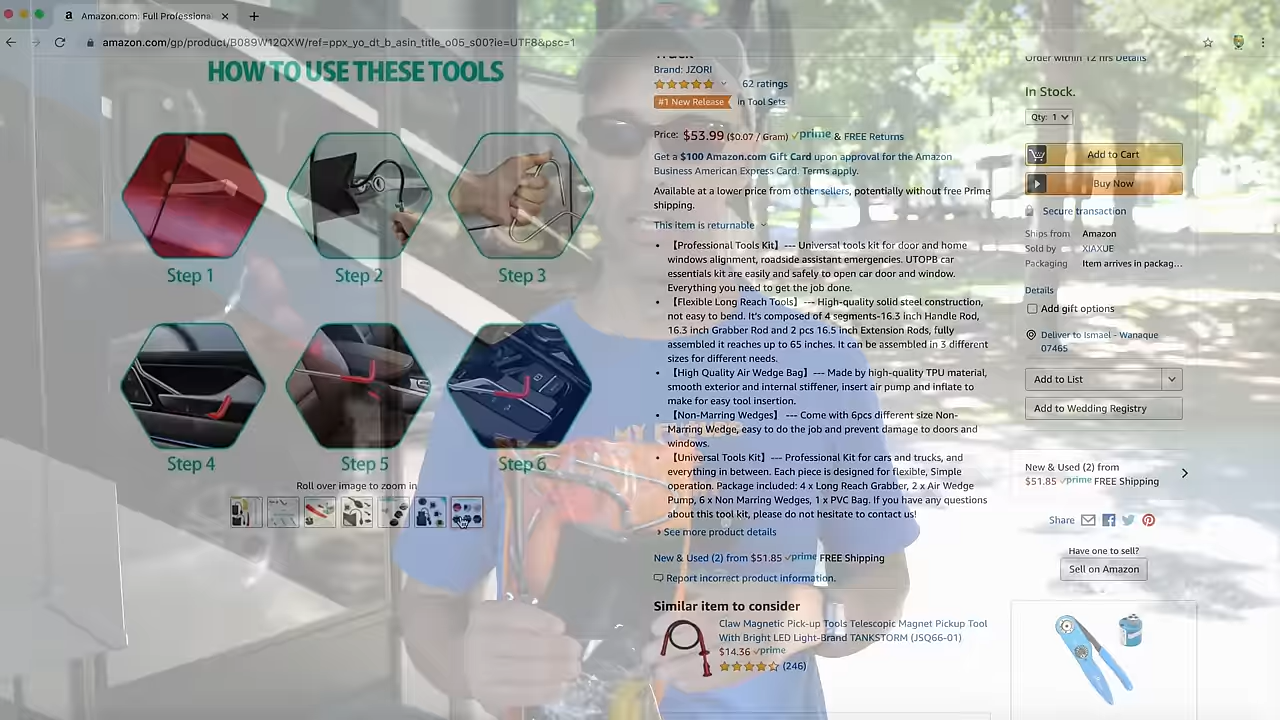 Amazon.com: Full Professiona
amazon.com/gp/product/B089W12QXW/ref=ppx_yo_dt_b_asin_title_o05_s00?ie=UTF8&psc=1
HOW TO USE THESE TOOLS
Step 1
Step 2
Step 3
Step 4
Step 5
Step 6
Roll over image to zoom in
Truck
Brand: JZORI
62 ratings
#1 New Release in Tool Sets
Price: $53.99 ($0.07 / Gram) prime & FREE Returns
Get a $100 Amazon.com Gift Card upon approval for the Amazon
Business American Express Card. Terms apply.
Available at a lower price from other sellers, potentially without free Prime
shipping.
This item is returnable
• 【Professional Tools Kit】 --- Universal tools kit for door and home
windows alignment, roadside assistant emergencies. UTOPB car
essentials kit are easily and safely to open car door and window.
Everything you need to get the job done.
• 【Flexible Long Reach Tools】 --- High-quality solid steel construction,
not easy to bend. It's composed of 4 segments-16.3 inch Handle Rod,
16.3 inch Grabber Rod and 2 pcs 16.5 inch Extension Rods, fully
assembled it reaches up to 65 inches. It can be assembled in 3 different
sizes for different needs.
• 【High Quality Air Wedge Bag】 --- Made by high-quality TPU material,
smooth exterior and internal stiffener, insert air pump and inflate to
make for easy tool insertion.
• 【Non-Marring Wedges】 --- Come with 6pcs different size Non-
Marring Wedge, easy to do the job and prevent damage to doors and
windows.
• 【Universal Tools Kit】 --- Professional Kit for cars and trucks, and
everything in between. Each piece is designed for flexible, Simple
operation. Package included: 4 x Long Reach Grabber, 2 x Air Wedge
Pump, 6 x Non Marring Wedges, 1 x PVC Bag. If you have any questions
about this tool kit, please do not hesitate to contact us!
› See more product details
New & Used (2) from $51.85 prime FREE Shipping
Report incorrect product information.
Similar item to consider
Claw Magnetic Pick-up Tools Telescopic Magnet Pickup Tool
With Bright LED Light-Brand TANKSTORM (JSQ66-01)
$14.36 prime
(246)
Order within 12 hrs Details
In Stock.
Qty: 1
Add to Cart
Buy Now
Secure transaction
Ships from Amazon
Sold by XIAXUE
Packaging Item arrives in packag…
Details
Add gift options
Deliver to Ismael - Wanaque
07465
Add to List
Add to Wedding Registry
New & Used (2) from
$51.85 prime FREE Shipping
Share
Have one to sell?
Sell on Amazon